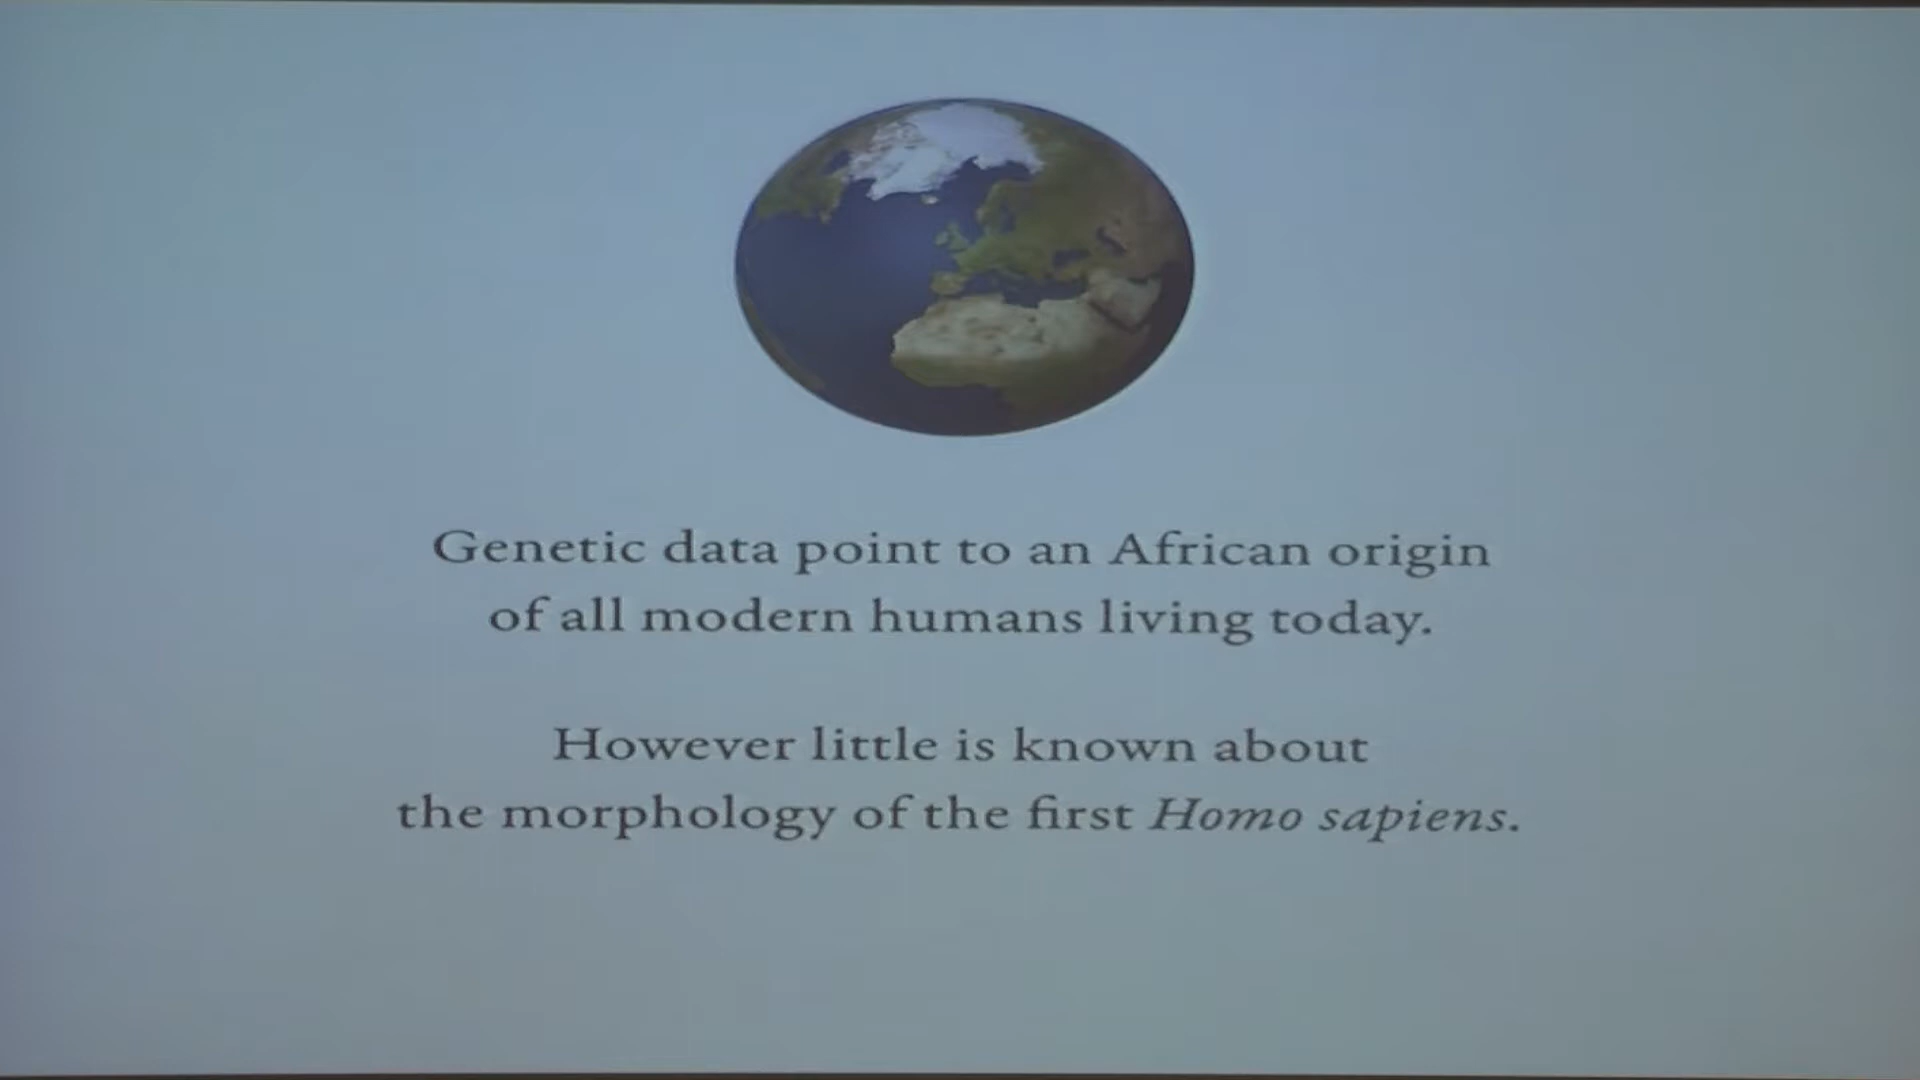 Genetic data point to an African origin
of all modern humans living today.
However little is known about
the morphology of the first Homo sapiens.